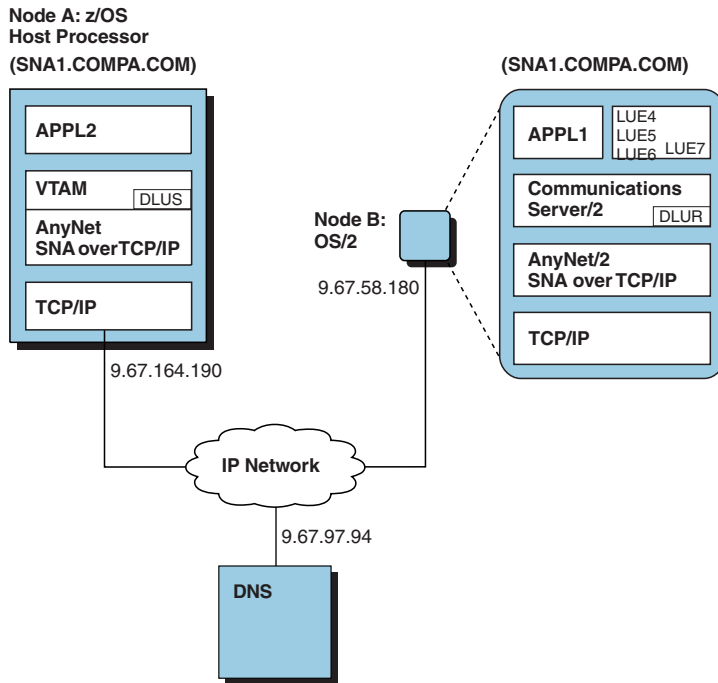 Node A: z/OS
Host Processor
(SNA1.COMPA.COM)
APPL2
VTAM
DLUS
AnyNet
SNA over TCP/IP
TCP/IP
9.67.164.190
Node B:
OS/2
9.67.58.180
(SNA1.COMPA.COM)
APPL1
LUE4
LUE5
LUE6 LUE7
Communications
Server/2
DLUR
AnyNet/2
SNA over TCP/IP
TCP/IP
IP Network
9.67.97.94
DNS